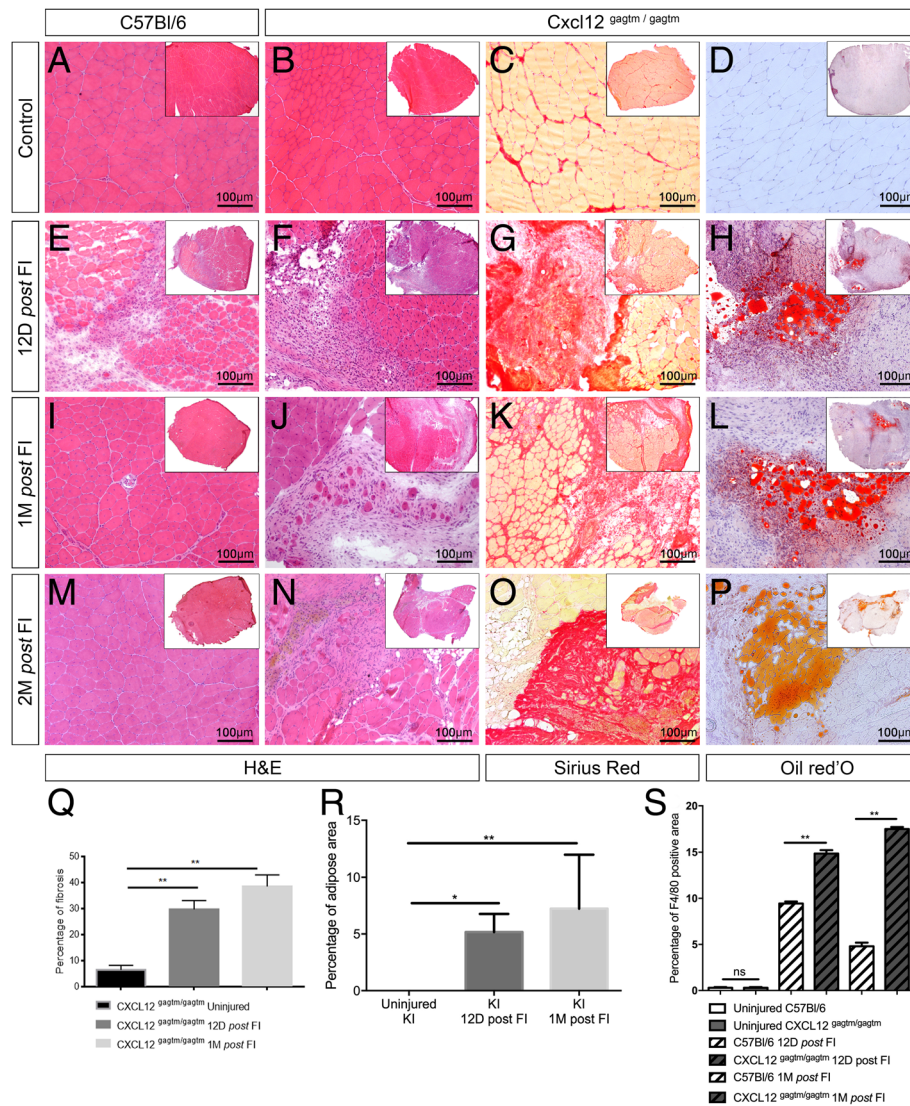 C57Bl/6
Cxcl12 gagtm / gagtm
Control
A
100µm
B
100µm
C
100µm
D
100µm
12D post FI
E
100µm
F
100µm
G
100µm
H
100µm
1M post FI
I
100µm
J
100µm
K
100µm
L
100µm
2M post FI
M
100µm
N
100µm
O
100µm
P
100µm
H&E
Sirius Red
Oil red'O
Q
Percentage of fibrosis
50
40
30
20
10
0
**
**
CXCL12 gagtm/gagtm Uninjured
CXCL12 gagtm/gagtm 12D post FI
CXCL12 gagtm/gagtm 1M post FI
R
Percentage of adipose area
15
10
5
0
**
*
Uninjured
KI
KI
12D post FI
KI
1M post FI
S
Percentage of F4/80 positive area
20
15
10
5
0
ns
**
**
Uninjured C57Bl/6
Uninjured CXCL12 gagtm/gagtm
C57Bl/6 12D post FI
CXCL12 gagtm/gagtm 12D post FI
C57Bl/6 1M post FI
CXCL12 gagtm/gagtm 1M post FI